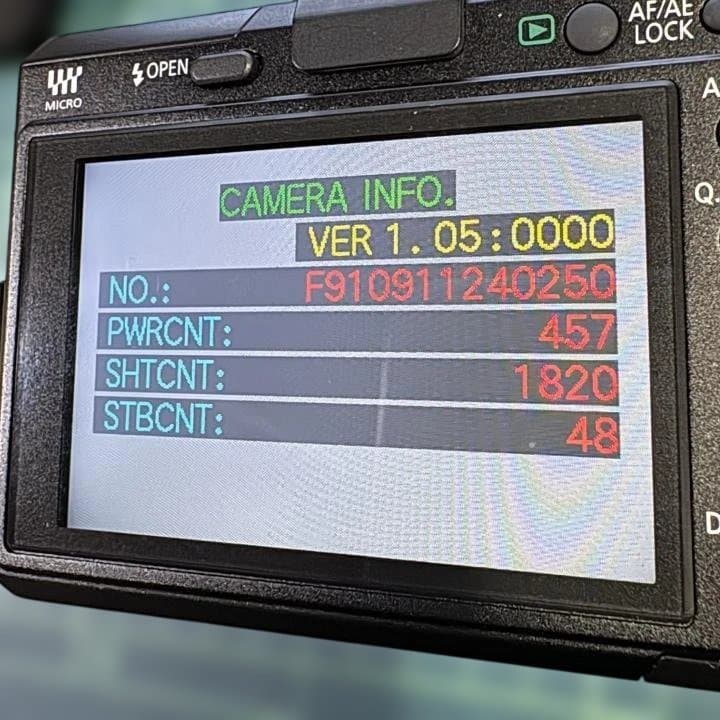 AF/AE
LOCK
OPEN
MICRO
CAMERA INFO.
VER 1.05:0000
NO.: F910911240250
PWRCNT: 457
SHTCNT: 1820
STBCNT: 48